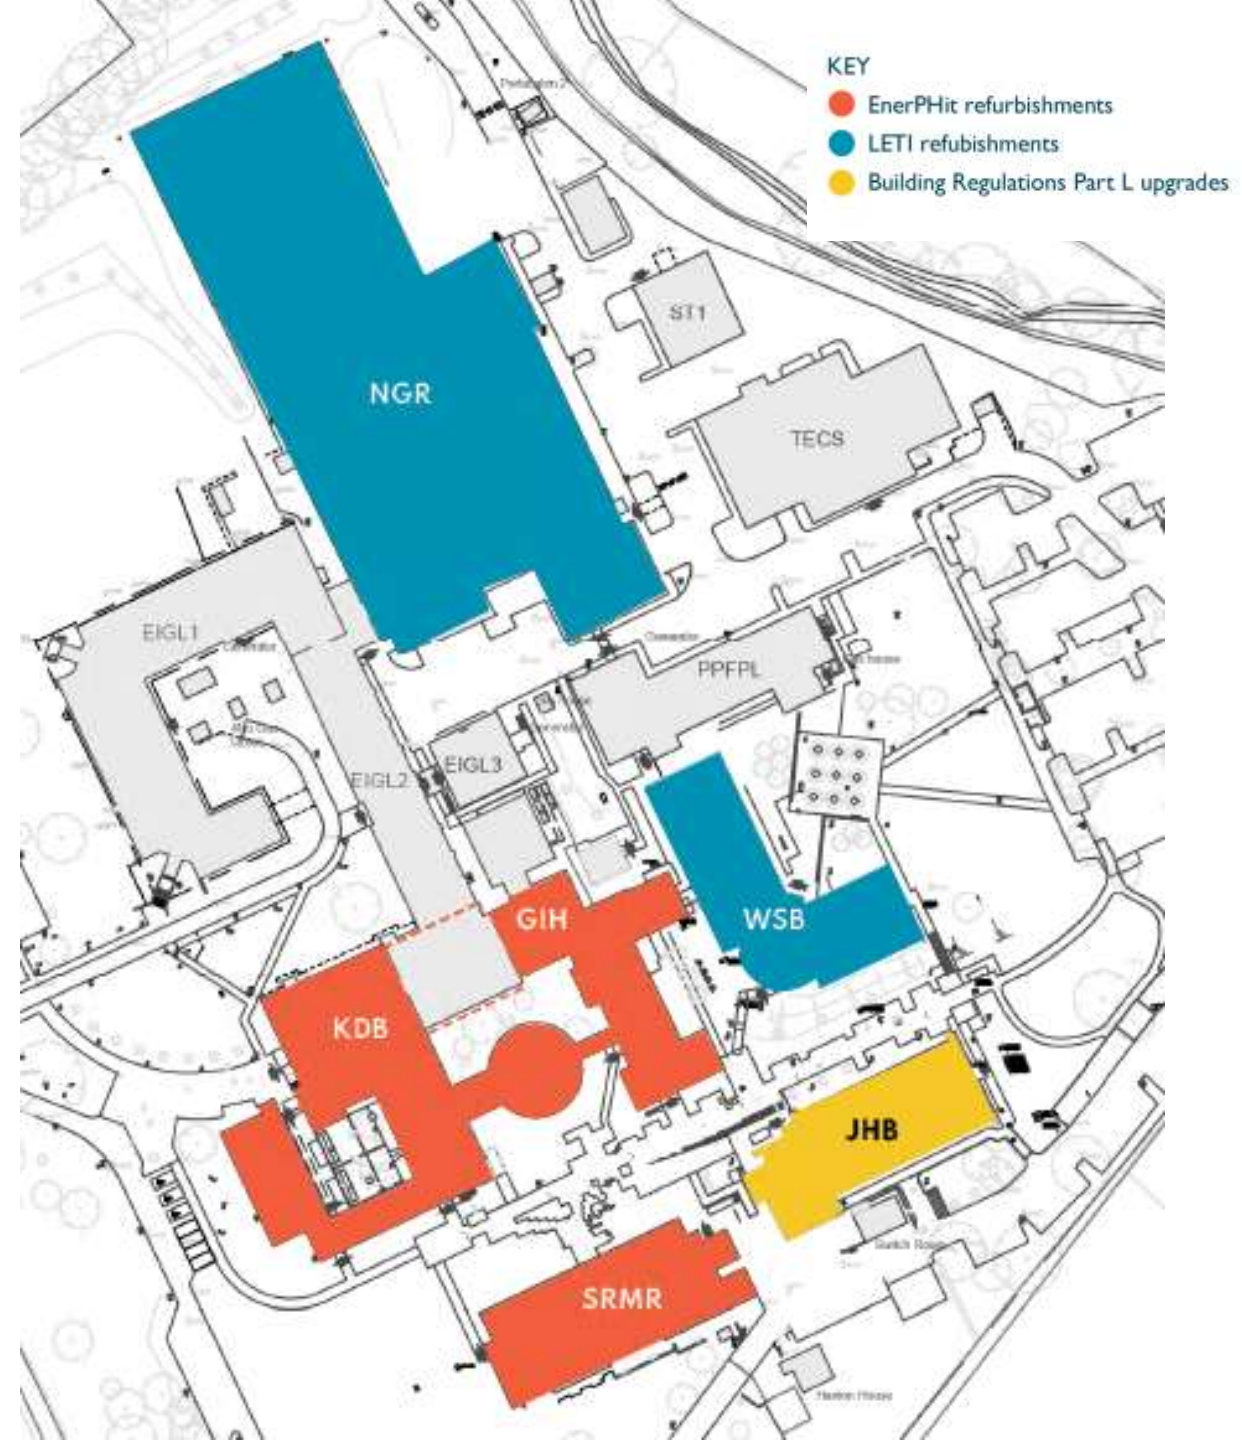 KEY
EnerPHit refurbishments
LETI refubishments
Building Regulations Part L upgrades
ST1
NGR
TECS
EIGL1
PPFPL
EIGL3
EIGL2
GIH
WSB
KDB
JHB
SRMR
House